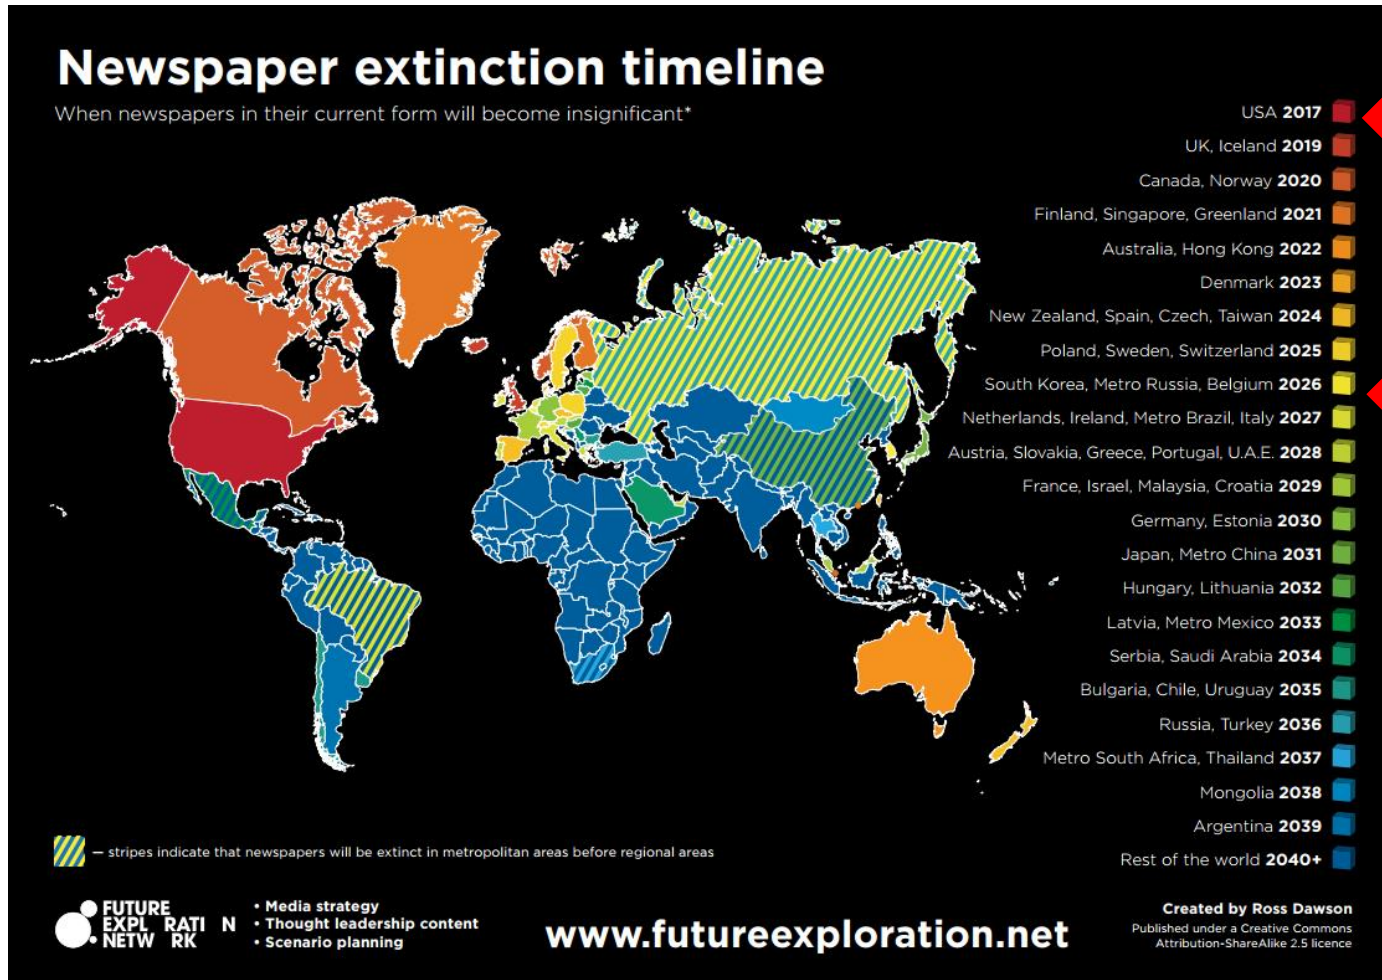 Newspaper extinction timeline
When newspapers in their current form will become insignificant*
USA 2017
UK, Iceland 2019
Canada, Norway 2020
Finland, Singapore, Greenland 2021
Australia, Hong Kong 2022
Denmark 2023
New Zealand, Spain, Czech, Taiwan 2024
Poland, Sweden, Switzerland 2025
South Korea, Metro Russia, Belgium 2026
Netherlands, Ireland, Metro Brazil, Italy 2027
Austria, Slovakia, Greece, Portugal, U.A.E. 2028
France, Israel, Malaysia, Croatia 2029
Germany, Estonia 2030
Japan, Metro China 2031
Hungary, Lithuania 2032
Latvia, Metro Mexico 2033
Serbia, Saudi Arabia 2034
Bulgaria, Chile, Uruguay 2035
Russia, Turkey 2036
Metro South Africa, Thailand 2037
Mongolia 2038
Argentina 2039
Rest of the world 2040+
— stripes indicate that newspapers will be extinct in metropolitan areas before regional areas
FUTURE
EXPL RATI N
NETW RK
• Media strategy
• Thought leadership content
• Scenario planning
www.futureexploration.net
Created by Ross Dawson
Published under a Creative Commons
Attribution-ShareAlike 2.5 licence